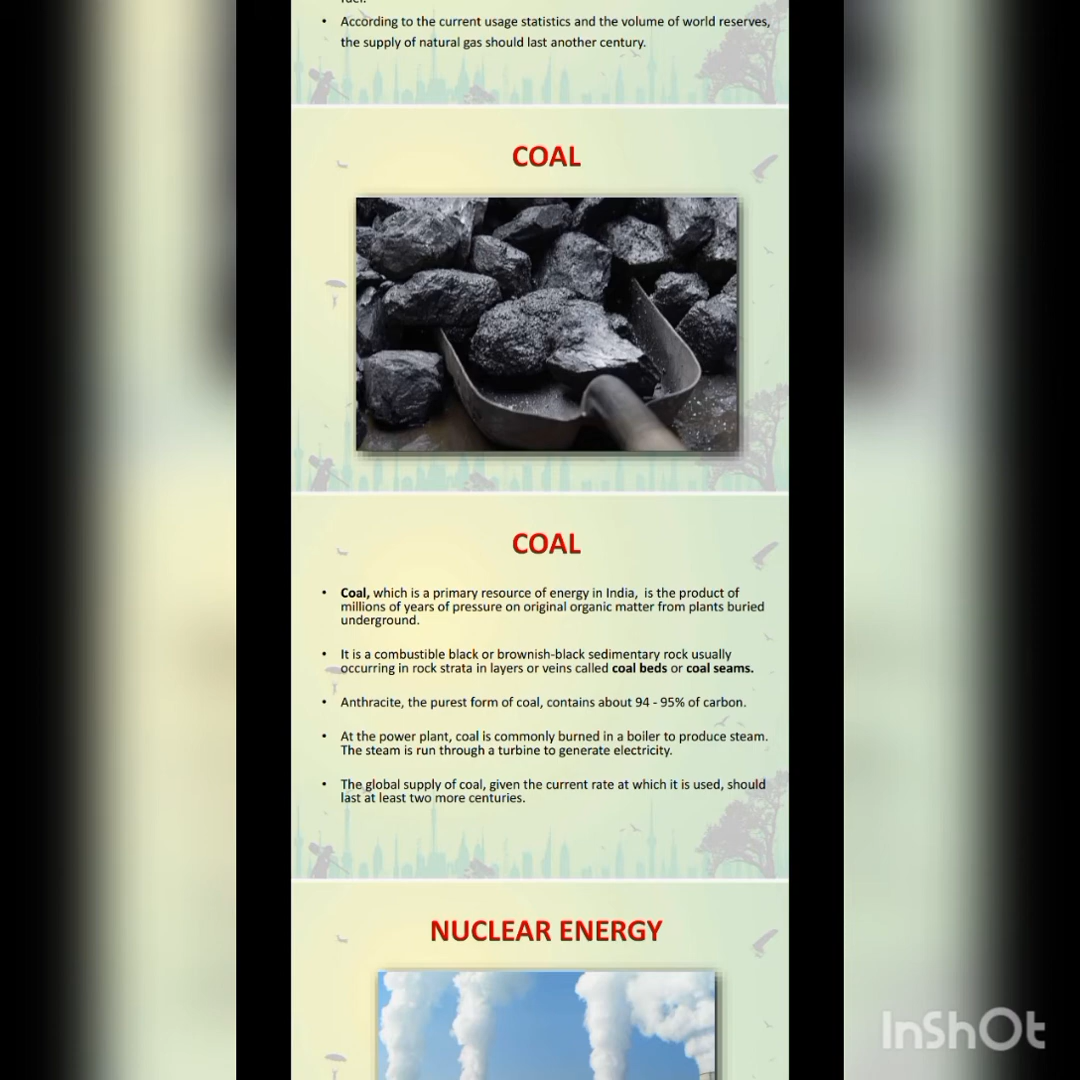 fuel.
• According to the current usage statistics and the volume of world reserves,
the supply of natural gas should last another century.
COAL
COAL
• Coal, which is a primary resource of energy in India, is the product of
millions of years of pressure on original organic matter from plants buried
underground.
• It is a combustible black or brownish-black sedimentary rock usually
occurring in rock strata in layers or veins called coal beds or coal seams.
• Anthracite, the purest form of coal, contains about 94 - 95% of carbon.
• At the power plant, coal is commonly burned in a boiler to produce steam.
The steam is run through a turbine to generate electricity.
• The global supply of coal, given the current rate at which it is used, should
last at least two more centuries.
NUCLEAR ENERGY
InShOt